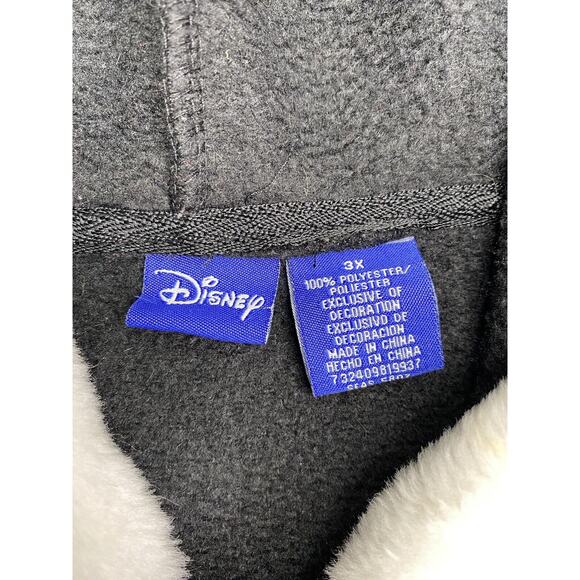 Disney
3X
100% POLYESTER/
POLIESTER
EXCLUSIVE OF
DECORATION
EXCLUSIVO DE
DECORACION
MADE IN CHINA
HECHO EN CHINA
732409819937